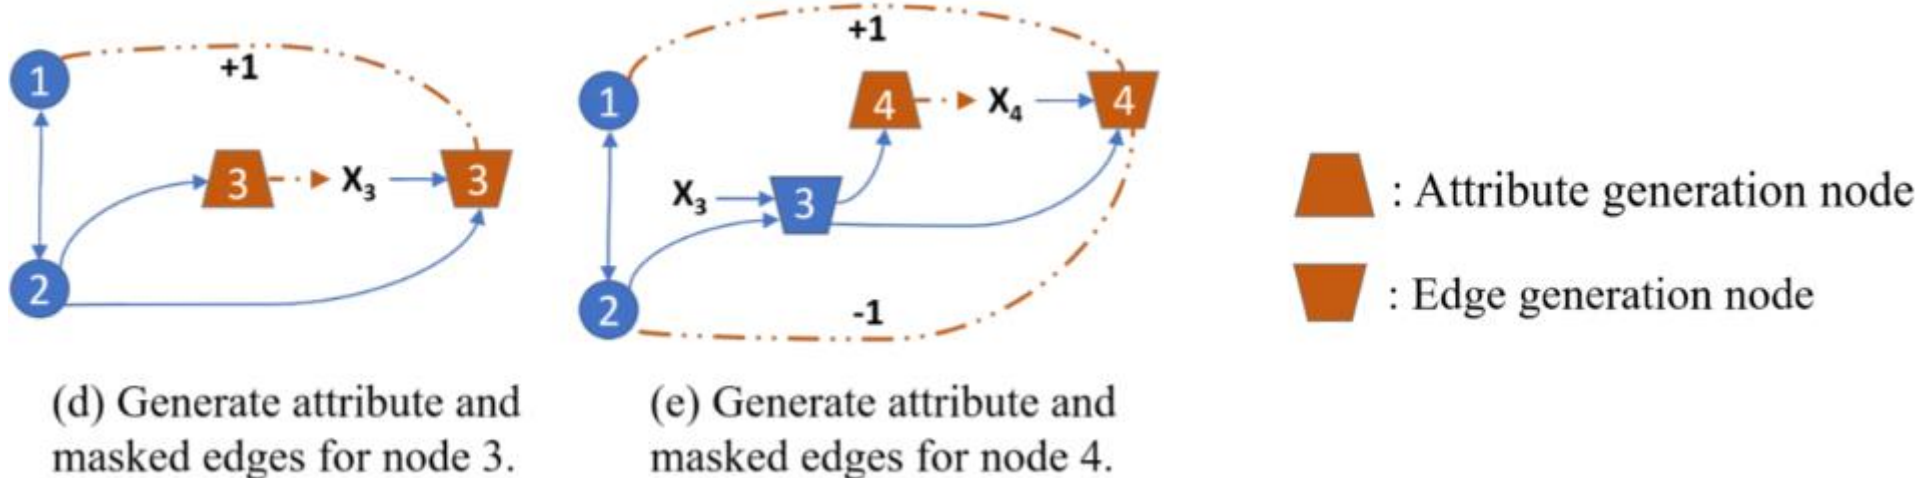 1
+1
3
X₃
3
2
(d) Generate attribute and
masked edges for node 3.
+1
1
4
X₄
4
X₃
3
2
-1
(e) Generate attribute and
masked edges for node 4.
: Attribute generation node
: Edge generation node